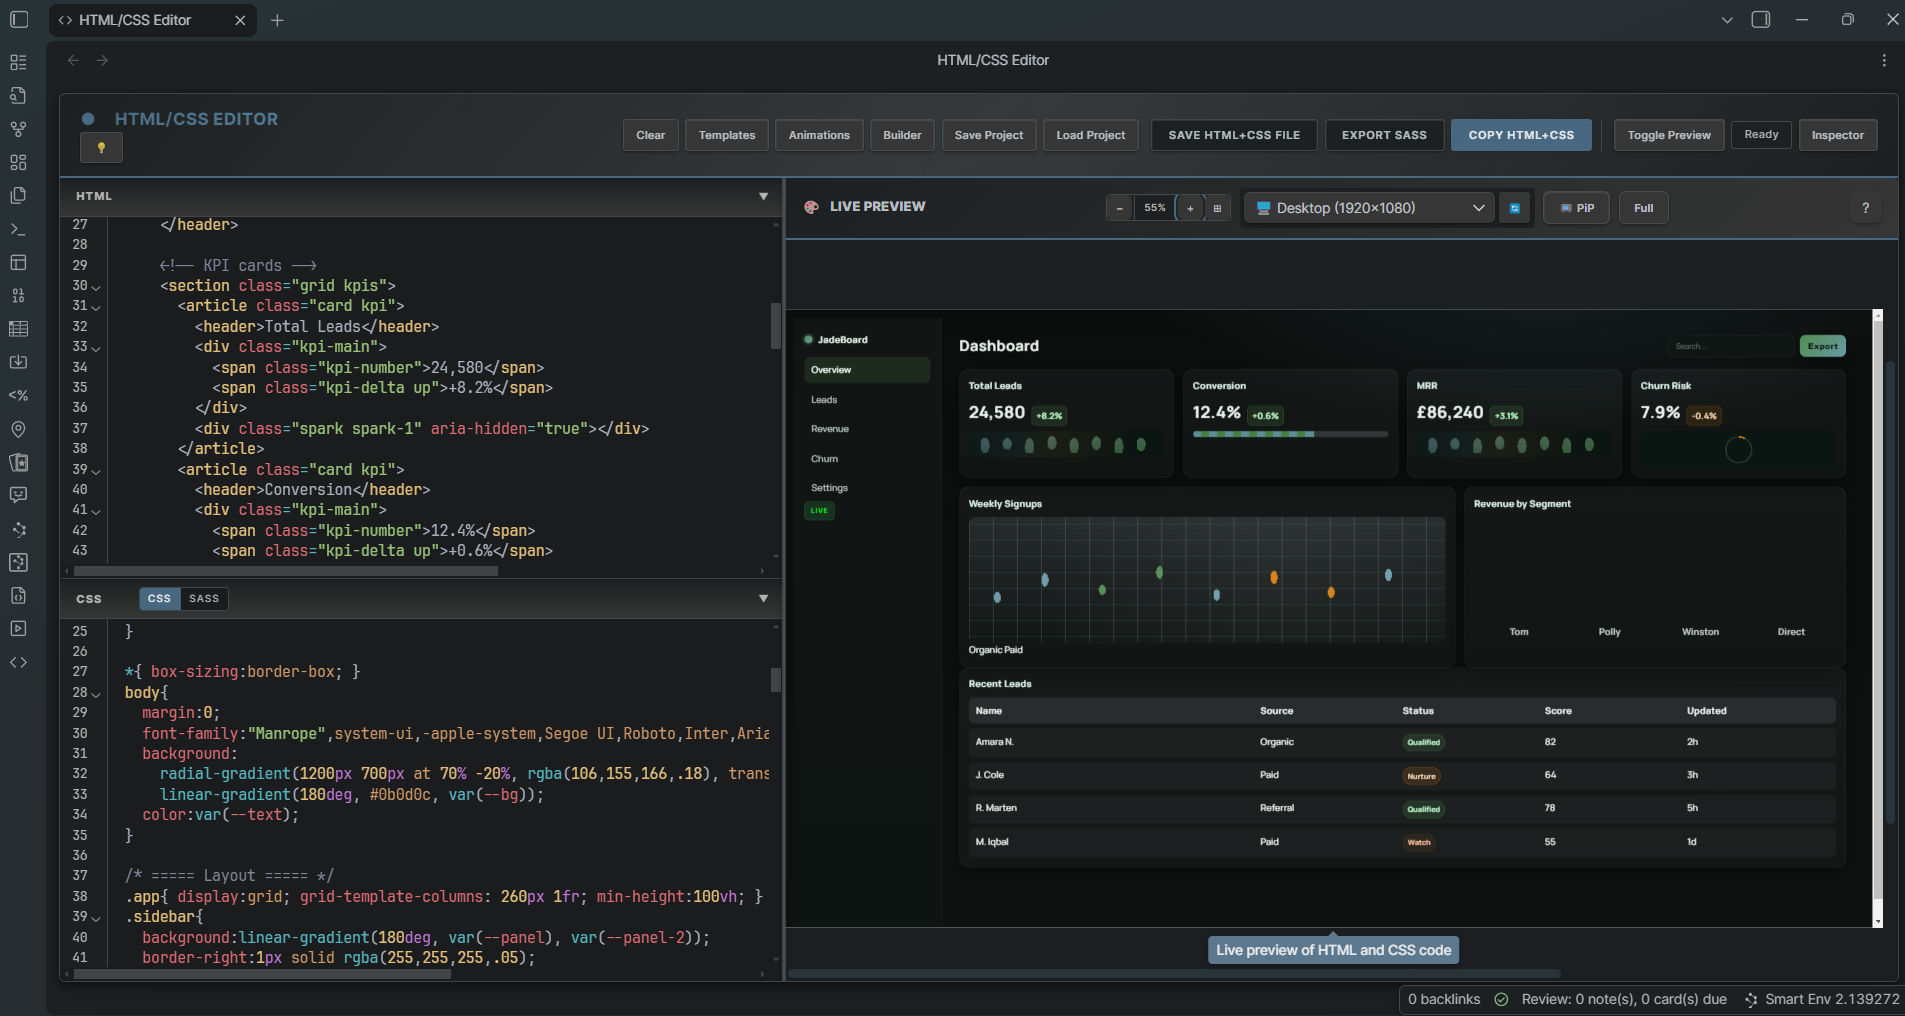 HTML/CSS Editor
HTML/CSS Editor
HTML/CSS EDITOR
Clear
Templates
Animations
Builder
Save Project
Load Project
SAVE HTML+CSS FILE
EXPORT SASS
COPY HTML+CSS
Toggle Preview
Ready
Inspector
HTML
27 </header>
28
29 <!-- KPI cards -->
30 <section class="grid kpis">
31 <article class="card kpi">
32 <header>Total Leads</header>
33 <div class="kpi-main">
34 <span class="kpi-number">24,580</span>
35 <span class="kpi-delta up">+8.2%</span>
36 </div>
37 <div class="spark spark-1" aria-hidden="true"></div>
38 </article>
39 <article class="card kpi">
40 <header>Conversion</header>
41 <div class="kpi-main">
42 <span class="kpi-number">12.4%</span>
43 <span class="kpi-delta up">+0.6%</span>
CSS
CSS SASS
25 }
26
27 *{ box-sizing:border-box; }
28 body{
29 margin:0;
30 font-family:"Manrope",system-ui,-apple-system,Segoe UI,Roboto,Inter,Aria
31 background:
32 radial-gradient(1200px 700px at 70% -20%, rgba(106,155,166,.18), trans
33 linear-gradient(180deg, #0b0d0c, var(--bg));
34 color:var(--text);
35 }
36
37 /* ===== Layout ===== */
38 .app{ display:grid; grid-template-columns: 260px 1fr; min-height:100vh; }
39 .sidebar{
40 background:linear-gradient(180deg, var(--panel), var(--panel-2));
41 border-right:1px solid rgba(255,255,255,.05);
LIVE PREVIEW
- 55% +
Desktop (1920×1080)
PiP
Full
?
JadeBoard
Overview
Leads
Revenue
Churn
Settings
LIVE
Dashboard
Search...
Export
Total Leads
24,580 +8.2%
Conversion
12.4% +0.6%
MRR
£86,240 +3.1%
Churn Risk
7.9% -0.4%
Weekly Signups
Organic Paid
Revenue by Segment
Tom Polly Winston Direct
Recent Leads
Name Source Status Score Updated
Amara N. Organic Qualified 82 2h
J. Cole Paid Nurture 64 3h
R. Marten Referral Qualified 78 5h
M. Iqbal Paid Watch 55 1d
Live preview of HTML and CSS code
0 backlinks Review: 0 note(s), 0 card(s) due Smart Env 2.139272